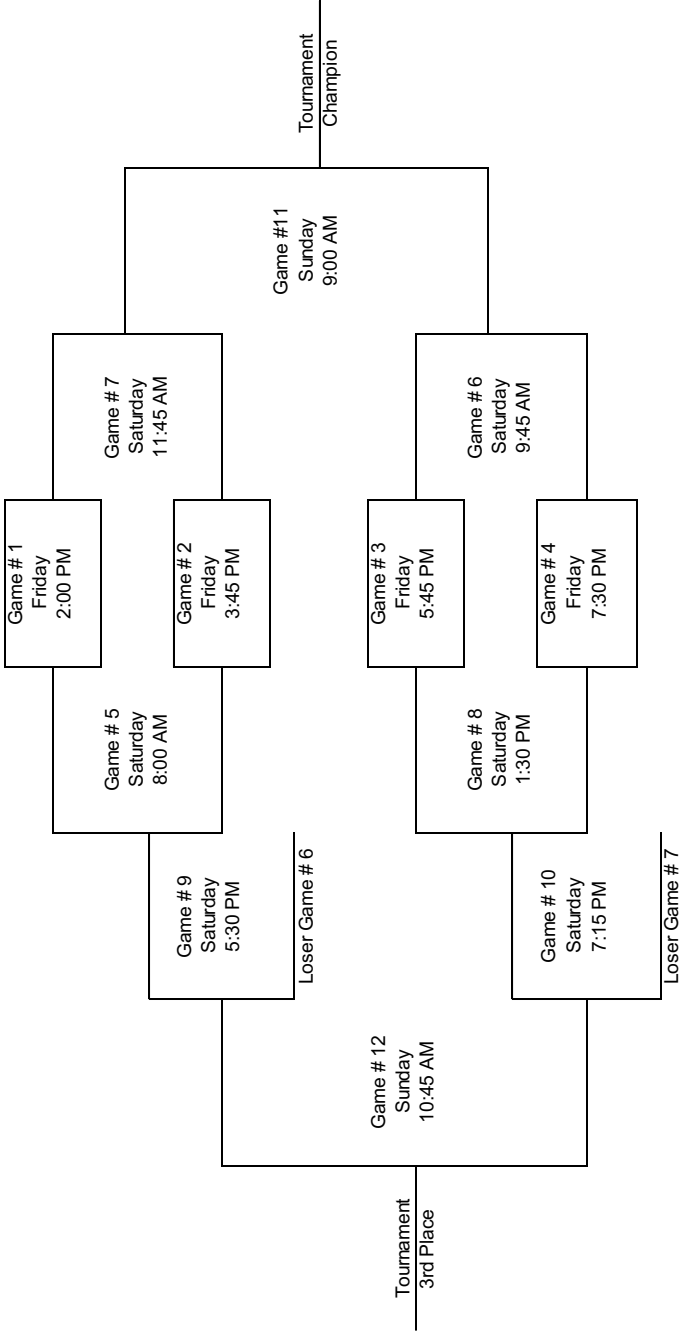 Tournament
Champion
Game #11
Sunday
9:00 AM
Game # 7
Saturday
11:45 AM
Game # 6
Saturday
9:45 AM
Game # 1
Friday
2:00 PM
Game # 2
Friday
3:45 PM
Game # 3
Friday
5:45 PM
Game # 4
Friday
7:30 PM
Game # 5
Saturday
8:00 AM
Game # 8
Saturday
1:30 PM
Game # 9
Saturday
5:30 PM
Loser Game # 6
Game # 10
Saturday
7:15 PM
Loser Game # 7
Game # 12
Sunday
10:45 AM
Tournament
3rd Place